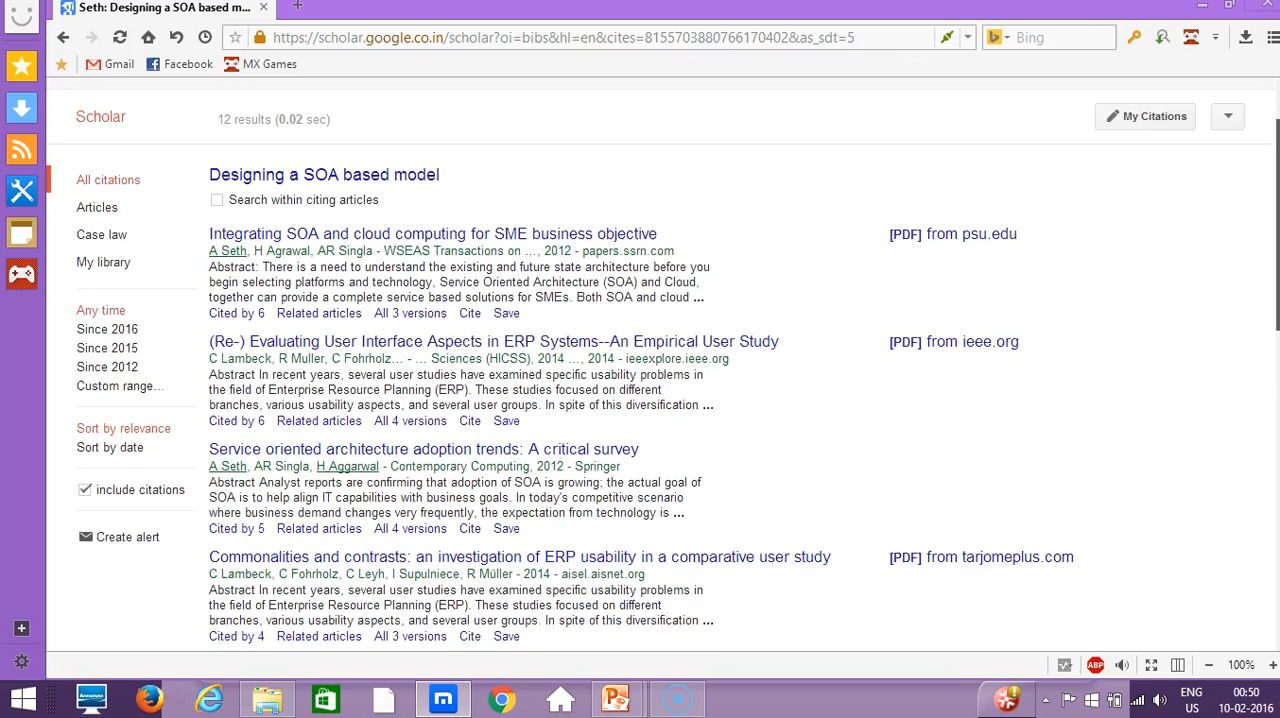 Seth: Designing a SOA based m...
https://scholar.google.co.in/scholar?oi=bibs&hl=en&cites=8155703880766170402&as_sdt=5
Bing
Gmail
Facebook
MX Games
Scholar
12 results (0.02 sec)
My Citations
All citations
Articles
Case law
My library
Any time
Since 2016
Since 2015
Since 2012
Custom range...
Sort by relevance
Sort by date
include citations
Create alert
Designing a SOA based model
Search within citing articles
Integrating SOA and cloud computing for SME business objective
[PDF] from psu.edu
A Seth, H Agrawal, AR Singla - WSEAS Transactions on …, 2012 - papers.ssrn.com
Abstract: There is a need to understand the existing and future state architecture before you
begin selecting platforms and technology, Service Oriented Architecture (SOA) and Cloud,
together can provide a complete service based solutions for SMEs. Both SOA and cloud ...
Cited by 6 Related articles All 3 versions Cite Save
(Re-) Evaluating User Interface Aspects in ERP Systems--An Empirical User Study
[PDF] from ieee.org
C Lambeck, R Muller, C Fohrholz… - … Sciences (HICSS), 2014 …, 2014 - ieeexplore.ieee.org
Abstract In recent years, several user studies have examined specific usability problems in
the field of Enterprise Resource Planning (ERP). These studies focused on different
branches, various usability aspects, and several user groups. In spite of this diversification ...
Cited by 6 Related articles All 4 versions Cite Save
Service oriented architecture adoption trends: A critical survey
A Seth, AR Singla, H Aggarwal - Contemporary Computing, 2012 - Springer
Abstract Analyst reports are confirming that adoption of SOA is growing; the actual goal of
SOA is to help align IT capabilities with business goals. In today's competitive scenario
where business demand changes very frequently, the expectation from technology is ...
Cited by 5 Related articles All 2 versions Cite Save
Commonalities and contrasts: an investigation of ERP usability in a comparative user study
[PDF] from tarjomeplus.com
C Lambeck, C Fohrholz, C Leyh, I Supulniece, R Müller - 2014 - aisel.aisnet.org
Abstract In recent years, several user studies have examined specific usability problems in
the field of Enterprise Resource Planning (ERP). These studies focused on different
branches, various usability aspects, and several user groups. In spite of this diversification ...
Cited by 4 Related articles All 3 versions Cite Save
ABP
100%
lenovo
ENG
US
00:50
10-02-2016